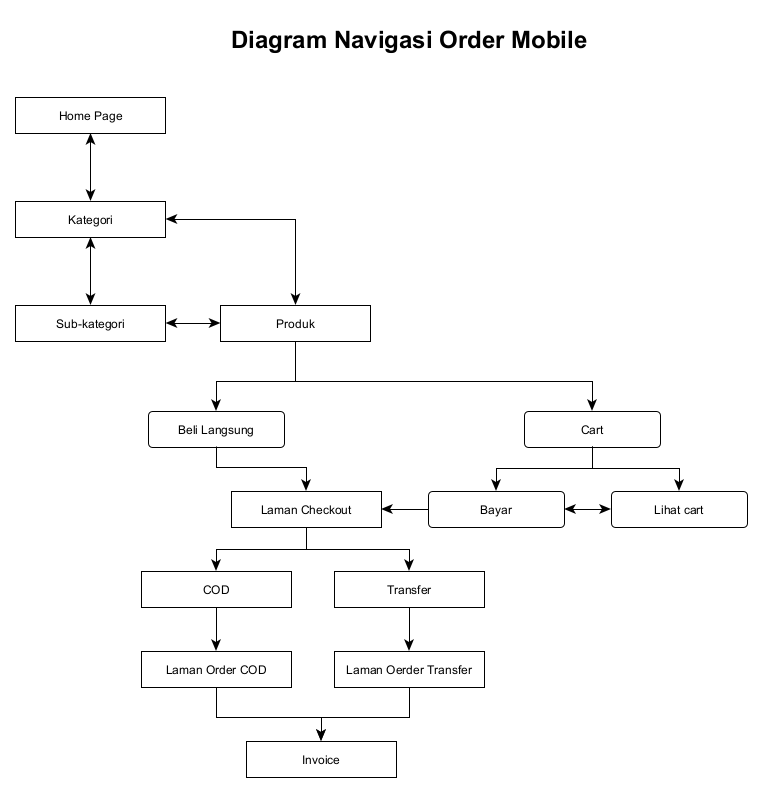 Diagram Navigasi Order Mobile
Home Page
Kategori
Sub-kategori
Produk
Beli Langsung
Cart
Laman Checkout
Bayar
Lihat cart
COD
Transfer
Laman Order COD
Laman Oerder Transfer
Invoice